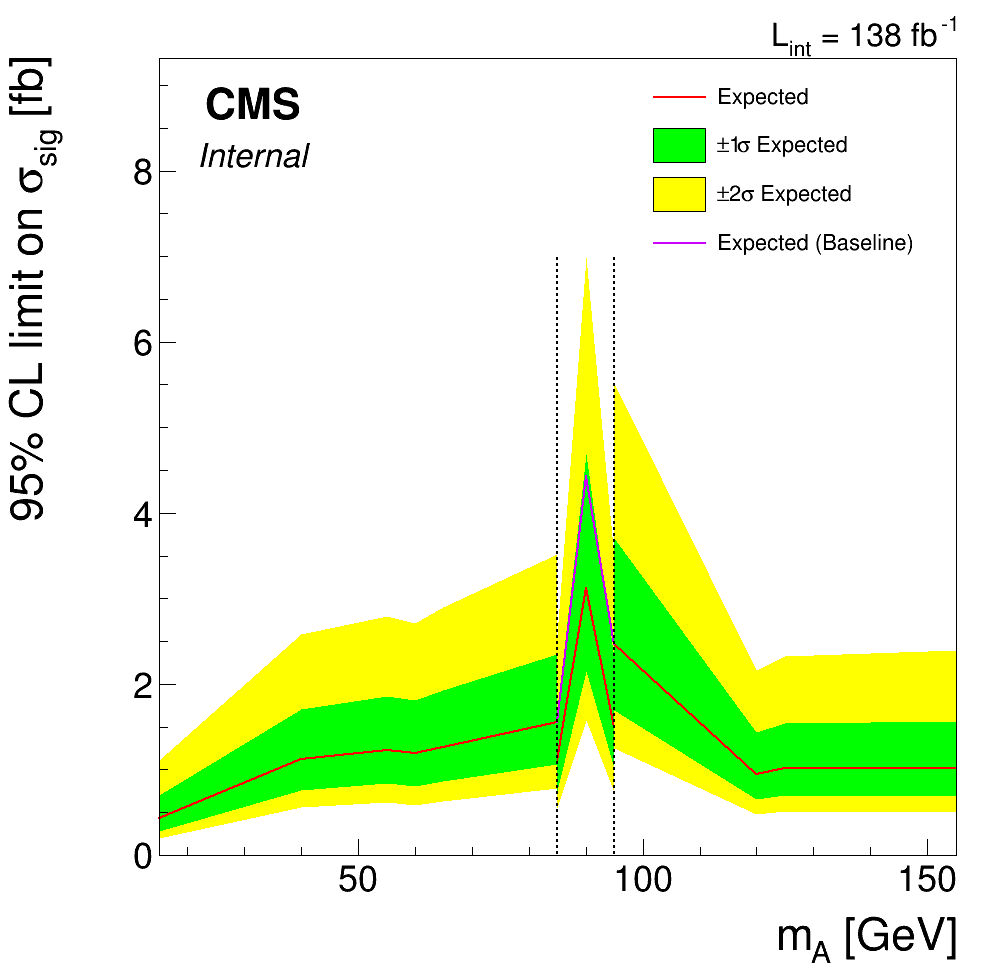 L_int = 138 fb^-1
95% CL limit on σ_sig [fb]
CMS
Internal
Expected
±1σ Expected
±2σ Expected
Expected (Baseline)
8
6
4
2
0
50 100 150
m_A [GeV]